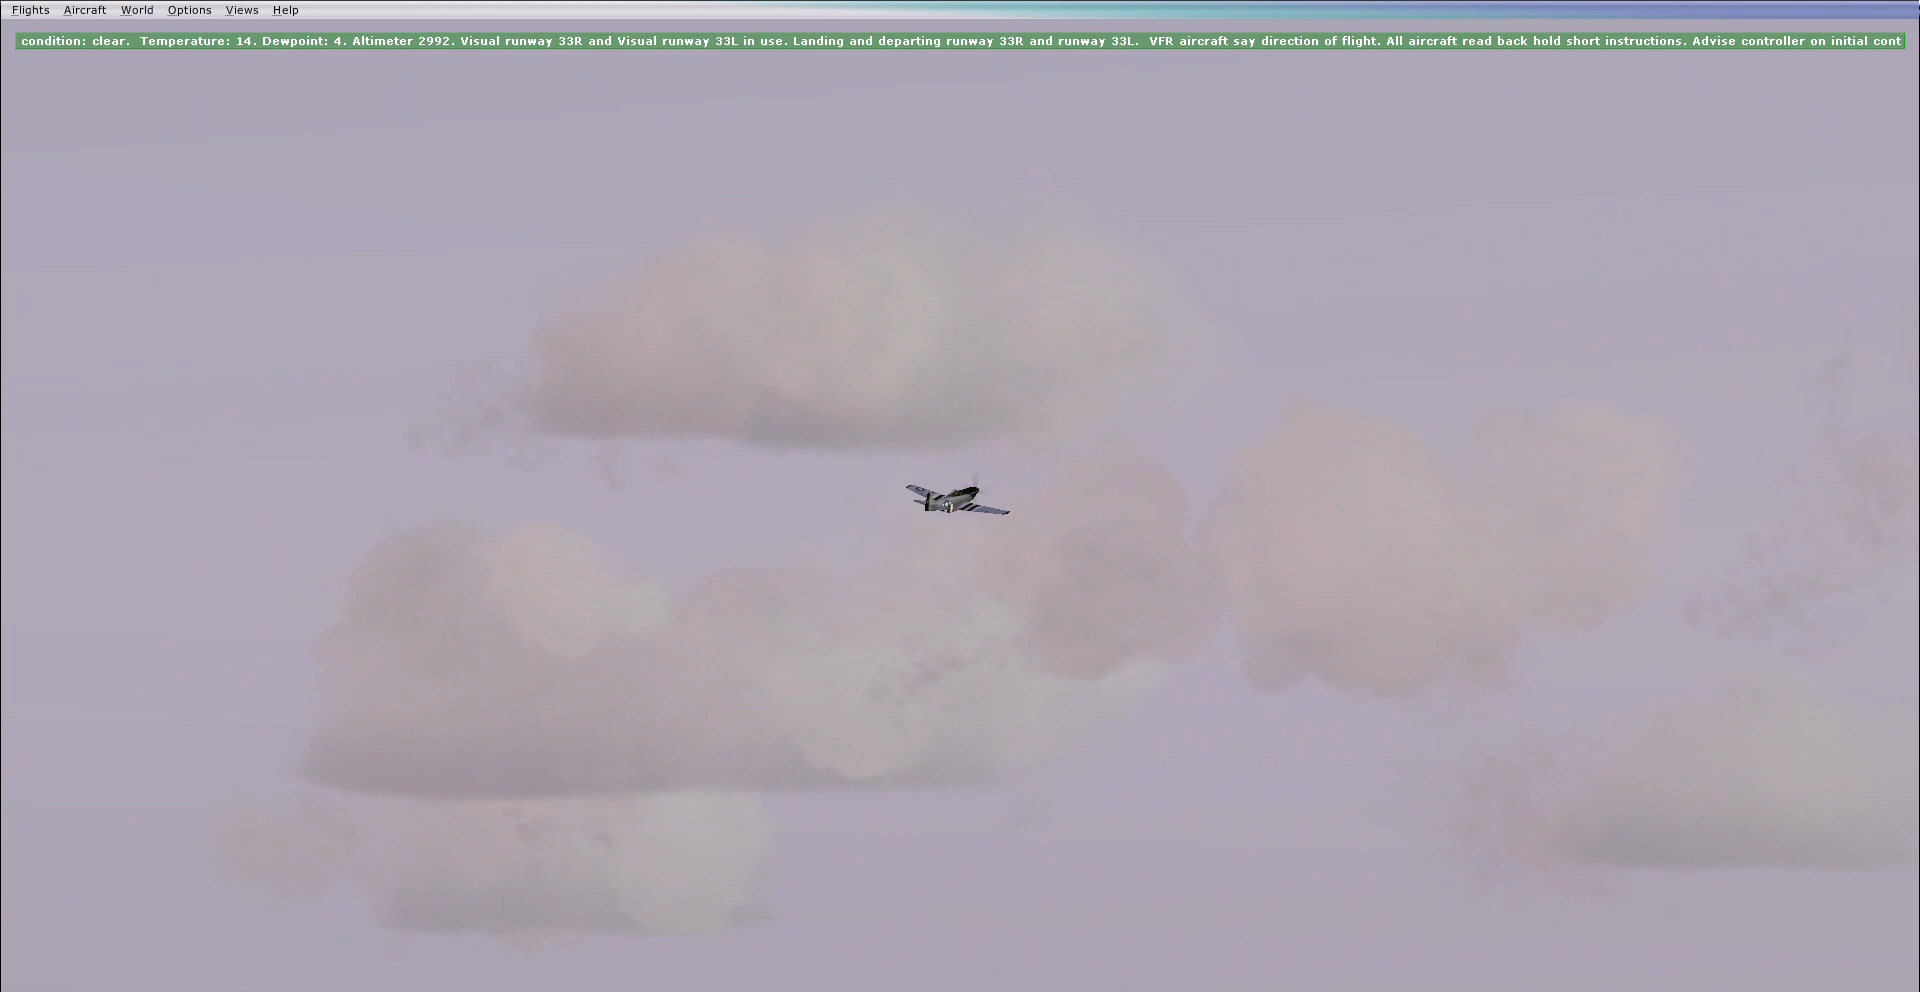 Flights Aircraft World Options Views Help
condition: clear. Temperature: 14. Dewpoint: 4. Altimeter 2992. Visual runway 33R and Visual runway 33L in use. Landing and departing runway 33R and runway 33L. VFR aircraft say direction of flight. All aircraft read back hold short instructions. Advise controller on initial cont